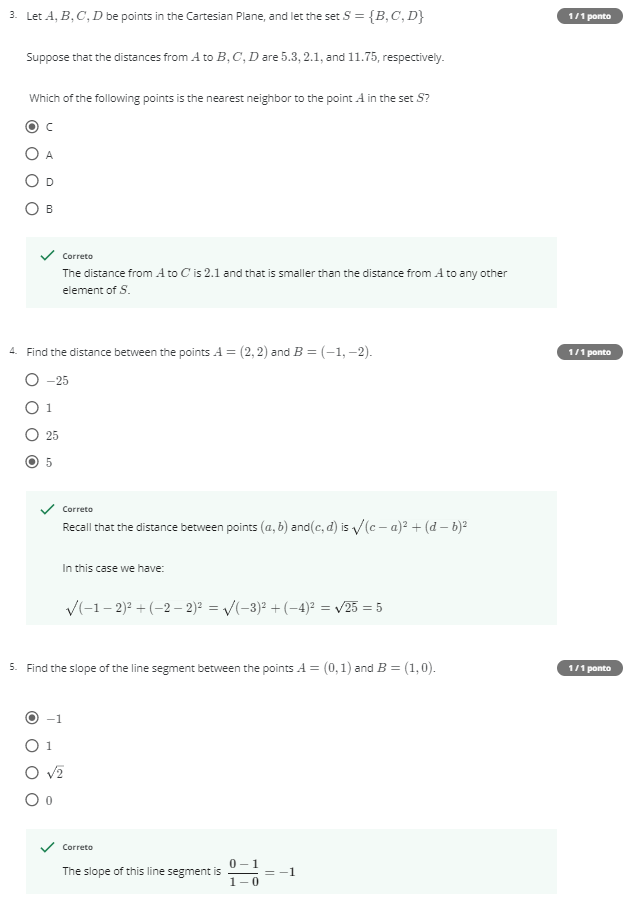 3. Let A, B, C, D be points in the Cartesian Plane, and let the set S = {B, C, D}
1 / 1 ponto
Suppose that the distances from A to B, C, D are 5.3, 2.1, and 11.75, respectively.
Which of the following points is the nearest neighbor to the point A in the set S?
C
A
D
B
Correto
The distance from A to C is 2.1 and that is smaller than the distance from A to any other
element of S.
4. Find the distance between the points A = (2, 2) and B = (−1, −2).
1 / 1 ponto
−25
1
25
5
Correto
Recall that the distance between points (a, b) and(c, d) is √(c − a)² + (d − b)²
In this case we have:
√(−1 − 2)² + (−2 − 2)² = √(−3)² + (−4)² = √25 = 5
5. Find the slope of the line segment between the points A = (0, 1) and B = (1, 0).
1 / 1 ponto
−1
1
√2
0
Correto
The slope of this line segment is (0 − 1)/(1 − 0) = −1